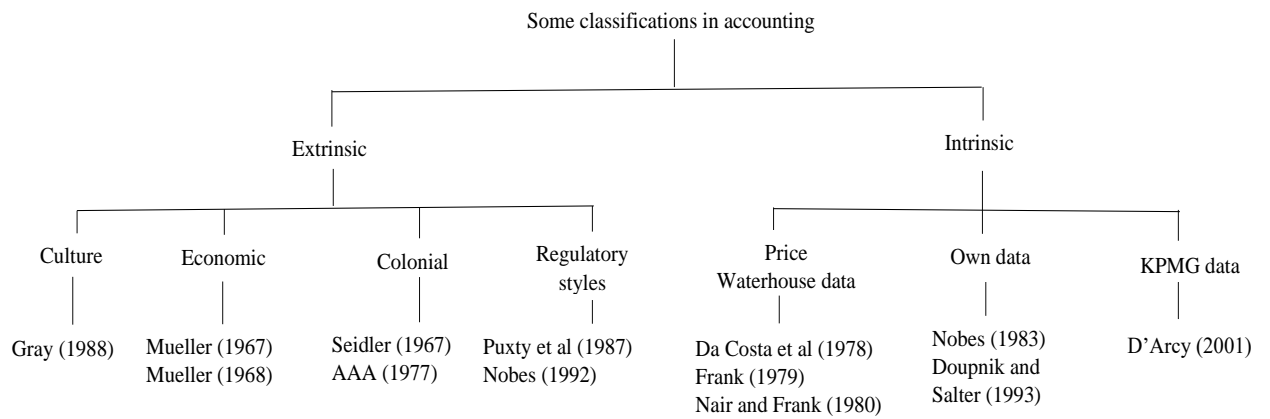 Some classifications in accounting
Extrinsic
Intrinsic
Culture
Economic
Colonial
Regulatory
styles
Price
Waterhouse data
Own data
KPMG data
Gray (1988)
Mueller (1967)
Mueller (1968)
Seidler (1967)
AAA (1977)
Puxty et al (1987)
Nobes (1992)
Da Costa et al (1978)
Frank (1979)
Nair and Frank (1980)
Nobes (1983)
Doupnik and
Salter (1993)
D’Arcy (2001)